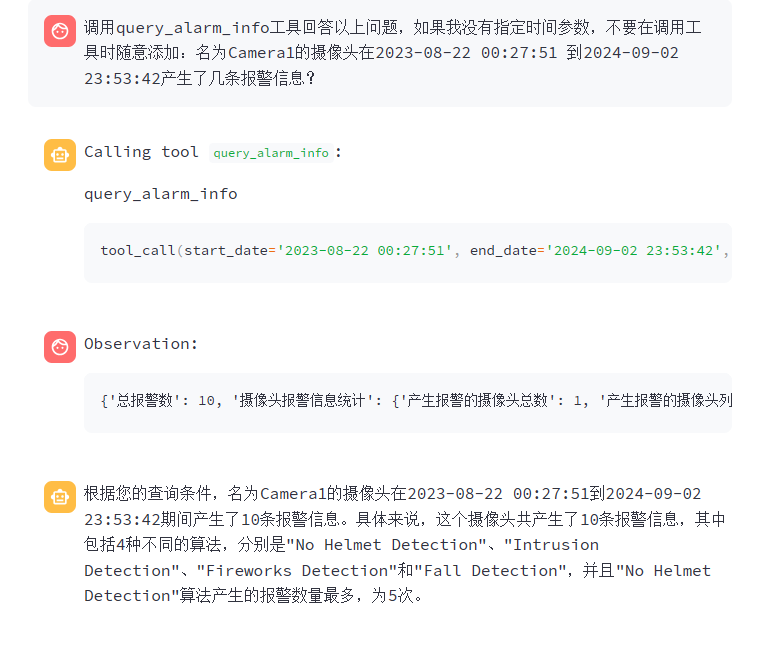 调用query_alarm_info工具回答以上问题，如果我没有指定时间参数，不要在调用工
具时随意添加：名为Camera1的摄像头在2023-08-22 00:27:51 到2024-09-02
23:53:42产生了几条报警信息？
Calling tool query_alarm_info:
query_alarm_info
tool_call(start_date='2023-08-22 00:27:51', end_date='2024-09-02 23:53:42',
Observation:
{'总报警数': 10, '摄像头报警信息统计': {'产生报警的摄像头总数': 1, '产生报警的摄像头列
根据您的查询条件，名为Camera1的摄像头在2023-08-22 00:27:51到2024-09-02
23:53:42期间产生了10条报警信息。具体来说，这个摄像头共产生了10条报警信息，其中
包括4种不同的算法，分别是"No Helmet Detection"、"Intrusion
Detection"、"Fireworks Detection"和"Fall Detection"，并且"No Helmet
Detection"算法产生的报警数量最多，为5次。